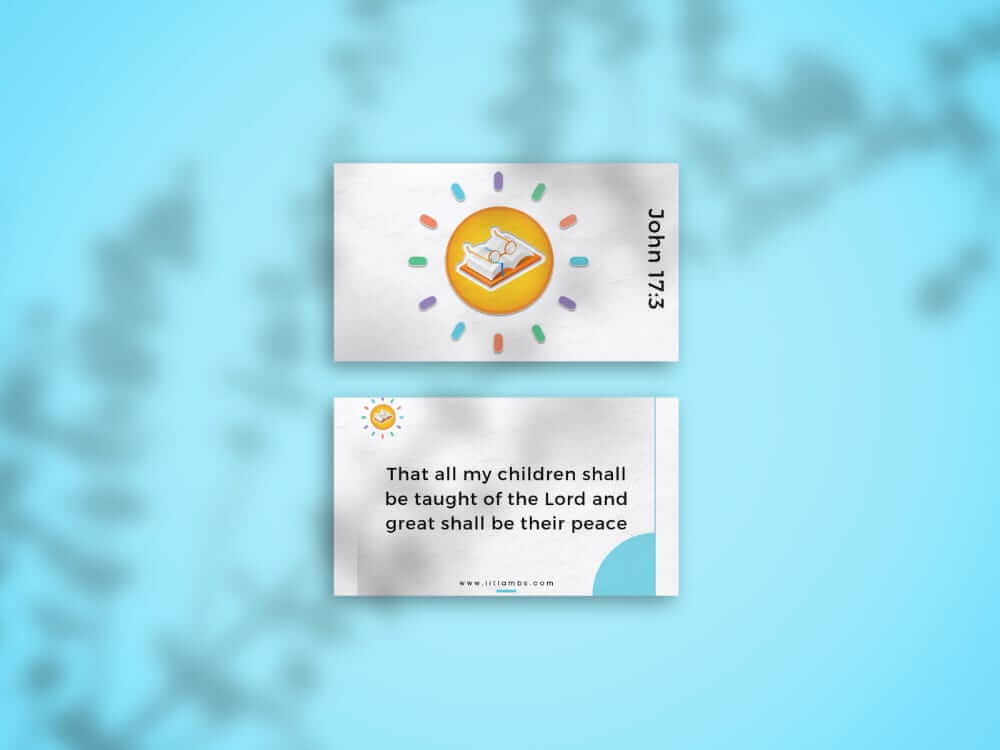 John 17:3
That all my children shall
be taught of the Lord and
great shall be their peace
www.iitlambs.com